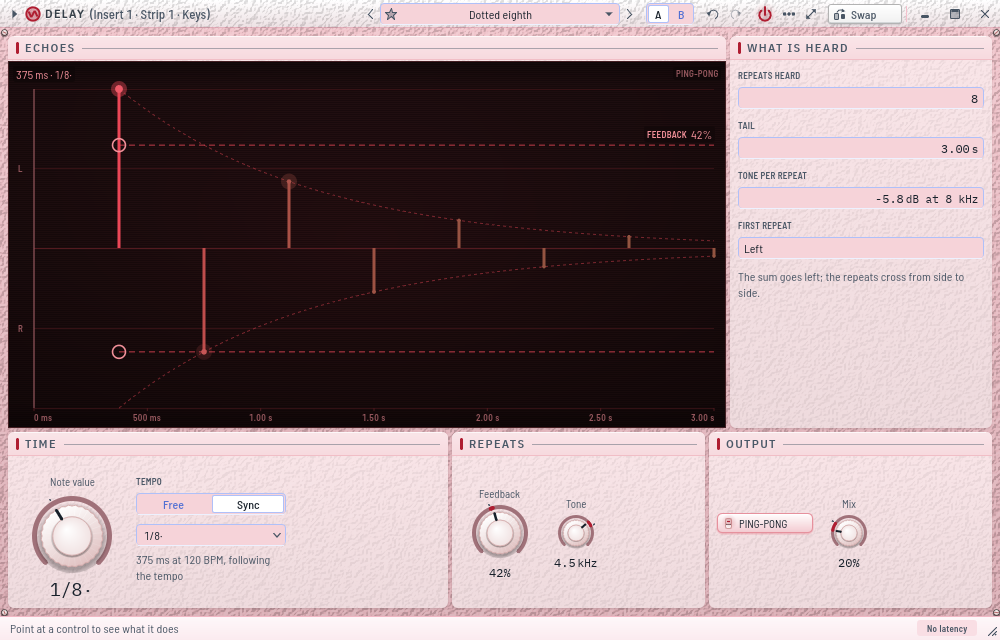 DELAY (Insert 1 · Strip 1 · Keys)
Dotted eighth
A B
Swap
ECHOES
375 ms · 1/8·
PING-PONG
FEEDBACK 42%
L
R
0 ms 500 ms 1.00 s 1.50 s 2.00 s 2.50 s 3.00 s
WHAT IS HEARD
REPEATS HEARD
8
TAIL
3.00 s
TONE PER REPEAT
-5.8 dB at 8 kHz
FIRST REPEAT
Left
The sum goes left; the repeats cross from side to
side.
TIME
Note value
1/8·
TEMPO
Free Sync
1/8·
375 ms at 120 BPM, following
the tempo
REPEATS
Feedback
42%
Tone
4.5 kHz
OUTPUT
PING-PONG
Mix
20%
Point at a control to see what it does
No latency